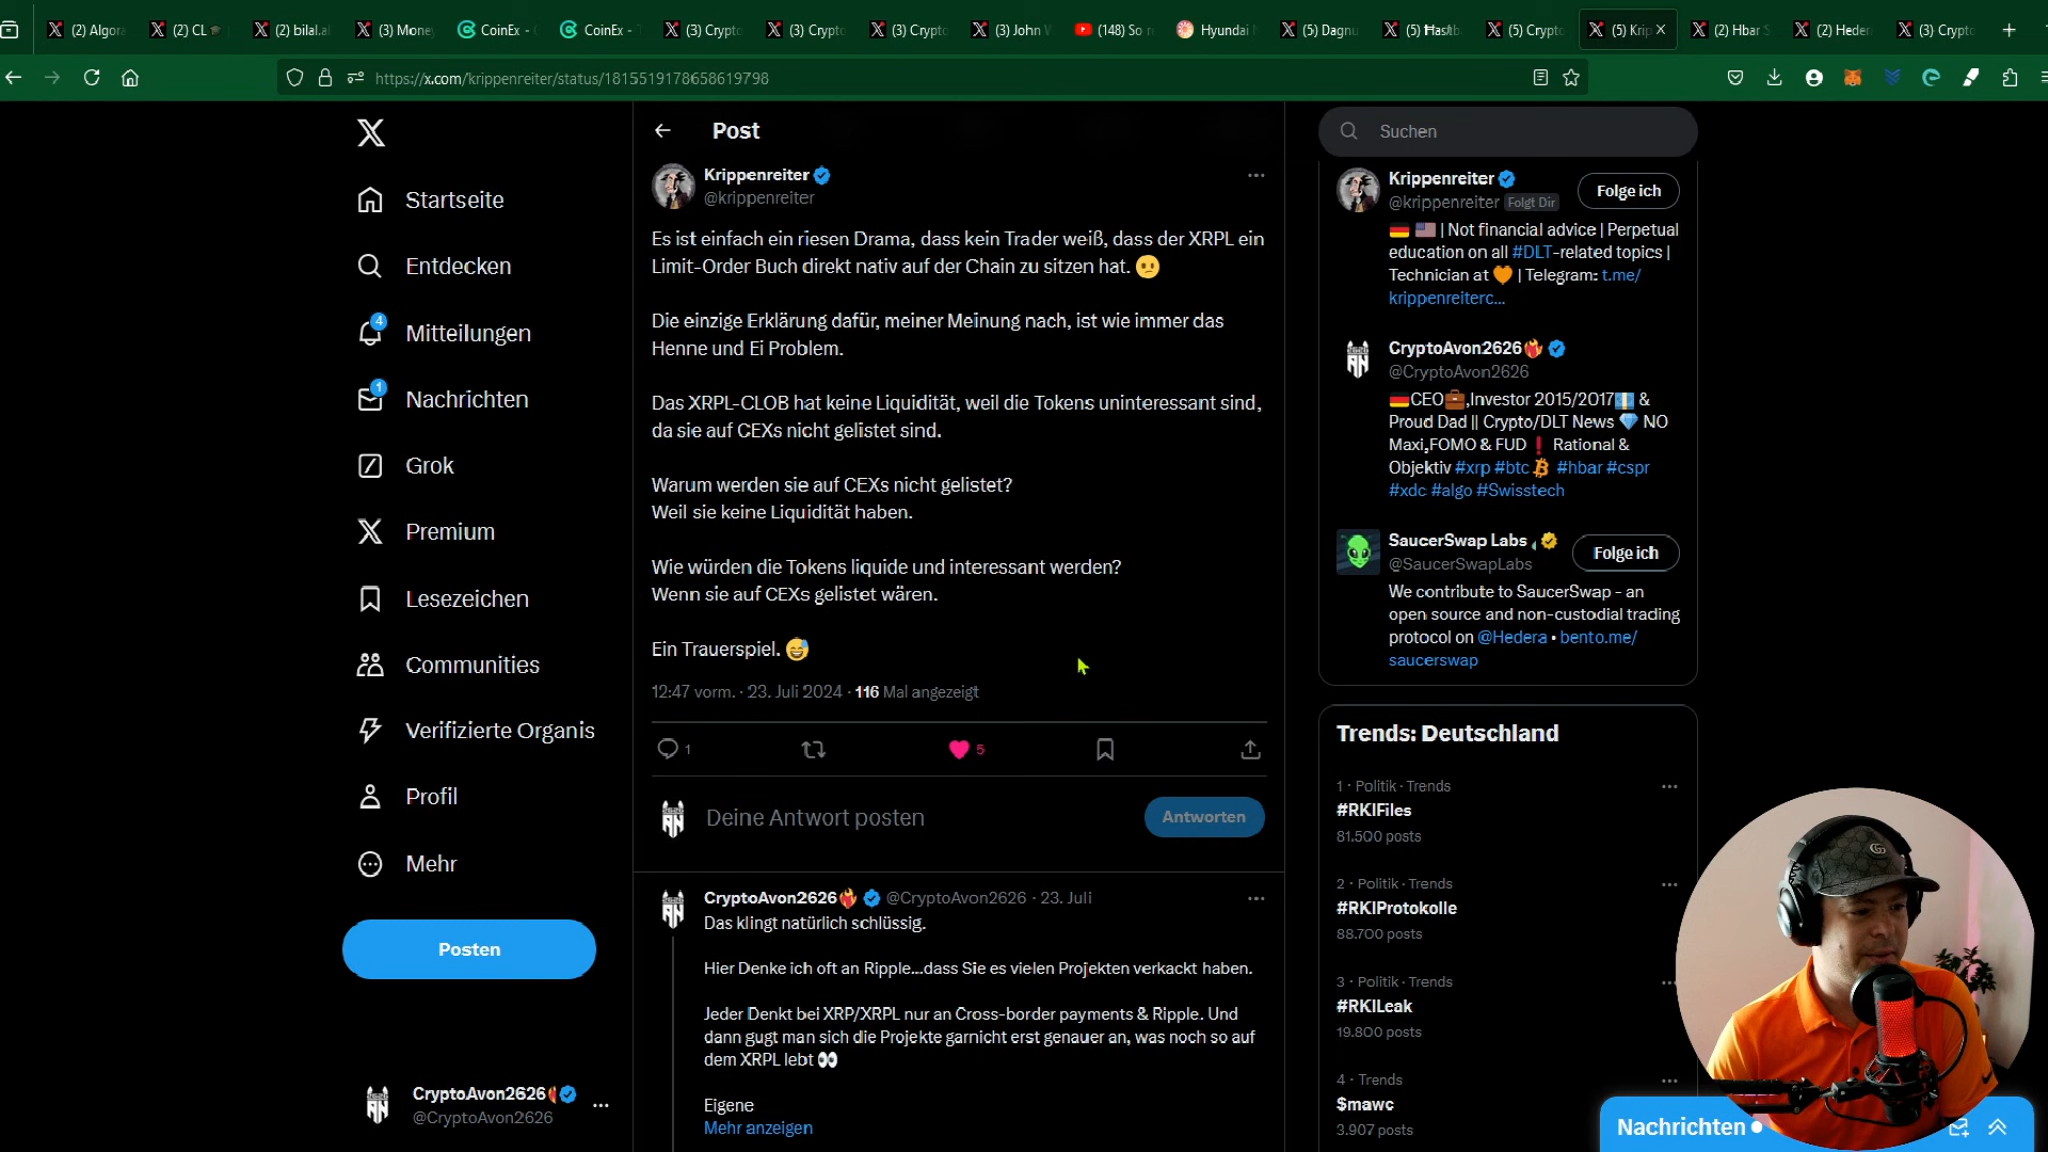 (2) Algor
(2) CL
(2) bilal.al
(3) Mone
CoinEx -
CoinEx -
(3) Crypto
(3) Crypto
(3) Crypto
(3) John W
(148) So
Hyundai
(5) Dagnu
(5) Hashb
(5) Crypto
(5) Krip
(2) Hbar S
(2) Heder
(3) Crypto
https://x.com/krippenreiter/status/1815519178658619798
Startseite
Entdecken
4
Mitteilungen
1
Nachrichten
Grok
Premium
Lesezeichen
Communities
Verifizierte Organis
Profil
Mehr
Posten
CryptoAvon2626
@CryptoAvon2626
Post
Krippenreiter
@krippenreiter
Es ist einfach ein riesen Drama, dass kein Trader weiß, dass der XRPL ein
Limit-Order Buch direkt nativ auf der Chain zu sitzen hat. 🫤
Die einzige Erklärung dafür, meiner Meinung nach, ist wie immer das
Henne und Ei Problem.
Das XRPL-CLOB hat keine Liquidität, weil die Tokens uninteressant sind,
da sie auf CEXs nicht gelistet sind.
Warum werden sie auf CEXs nicht gelistet?
Weil sie keine Liquidität haben.
Wie würden die Tokens liquide und interessant werden?
Wenn sie auf CEXs gelistet wären.
Ein Trauerspiel. 😅
12:47 vorm. · 23. Juli 2024 · 116 Mal angezeigt
1
5
Deine Antwort posten
Antworten
CryptoAvon2626❤️‍🔥 @CryptoAvon2626 · 23. Juli
Das klingt natürlich schlüssig.
Hier Denke ich oft an Ripple...dass Sie es vielen Projekten verkackt haben.
Jeder Denkt bei XRP/XRPL nur an Cross-border payments & Ripple. Und
dann gugt man sich die Projekte garnicht erst genauer an, was noch so auf
dem XRPL lebt 👀
Eigene
Mehr anzeigen
Suchen
Krippenreiter
@krippenreiter Folgt Dir
Folge ich
🇩🇪 🇺🇸 | Not financial advice | Perpetual
education on all #DLT-related topics |
Technician at 🧡 | Telegram: t.me/
krippenreiterc...
CryptoAvon2626❤️‍🔥
@CryptoAvon2626
🇩🇪CEO💼,Investor 2015/2017💶 &
Proud Dad || Crypto/DLT News 💎 NO
Maxi,FOMO & FUD❗ Rational &
Objektiv #xrp #btc #hbar #cspr
#xdc #algo #Swisstech
SaucerSwap Labs
@SaucerSwapLabs
Folge ich
We contribute to SaucerSwap - an
open source and non-custodial trading
protocol on @Hedera • bento.me/
saucerswap
Trends: Deutschland
1 · Politik · Trends
#RKIFiles
81.500 posts
2 · Politik · Trends
#RKIProtokolle
88.700 posts
3 · Politik · Trends
#RKILeak
19.800 posts
4 · Trends
$mawc
3.907 posts
Nachrichten